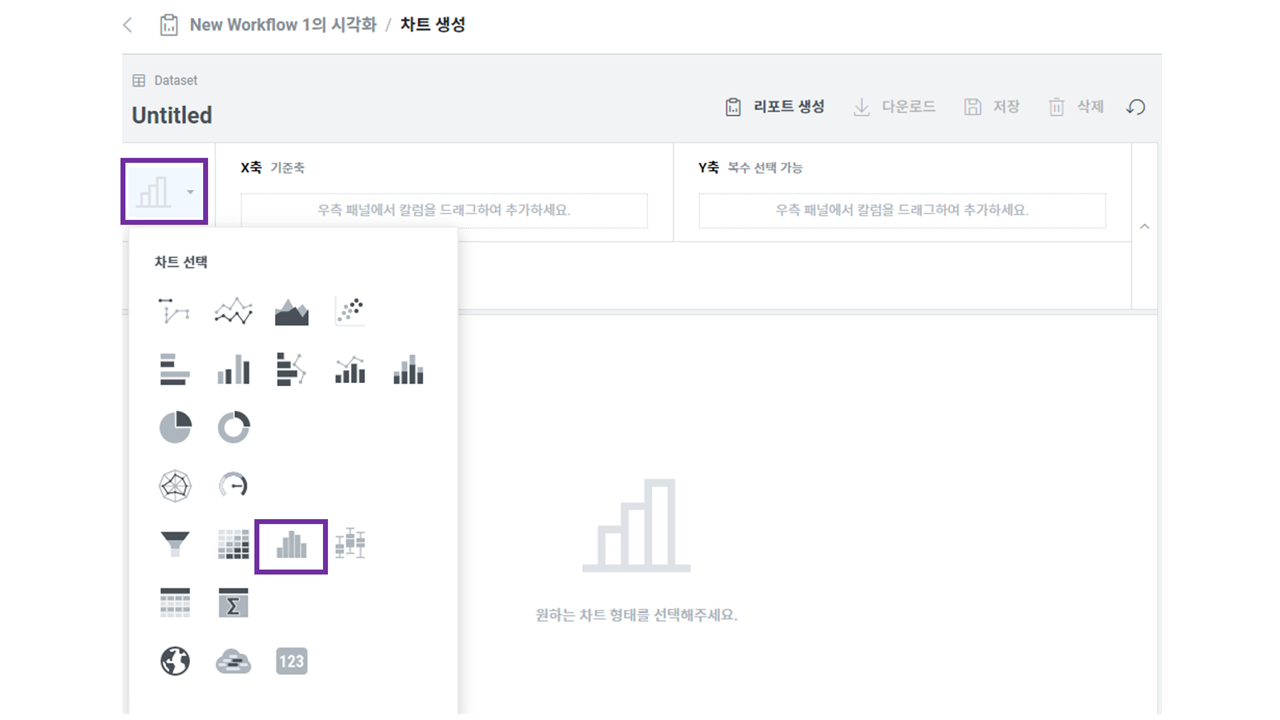 New Workflow 1의 시각화 / 차트 생성
Dataset
Untitled
리포트 생성 다운로드 저장 삭제
X축 기준축
Y축 복수 선택 가능
우측 패널에서 칼럼을 드래그하여 추가하세요.
우측 패널에서 칼럼을 드래그하여 추가하세요.
차트 선택
원하는 차트 형태를 선택해주세요.
Σ
123